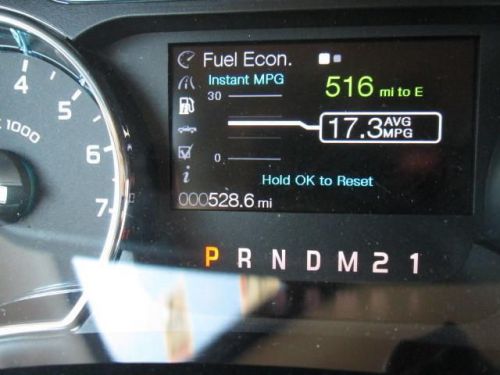 Fuel Econ.
Instant MPG
516 mi to E
30
17.3 AVG MPG
0
Hold OK to Reset
000528.6 mi
P R N D M 2 1
4
5
6
7
1000